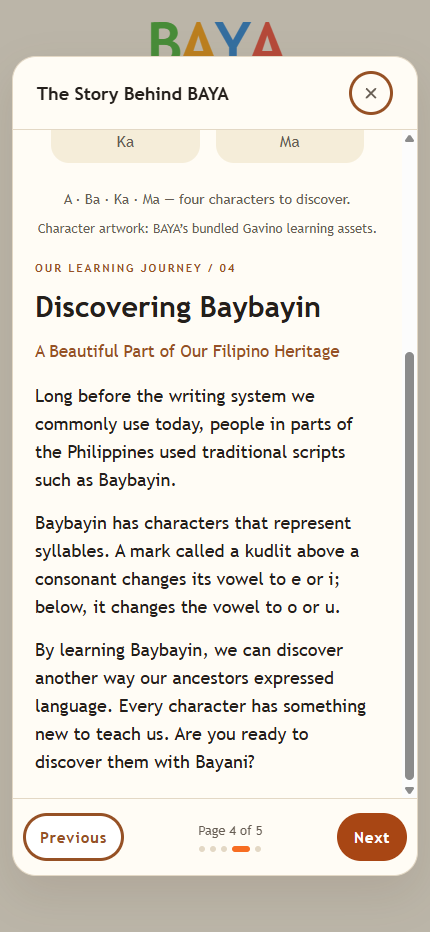 BAYA
The Story Behind BAYA
Ka
Ma
A · Ba · Ka · Ma — four characters to discover.
Character artwork: BAYA’s bundled Gavino learning assets.
OUR LEARNING JOURNEY / 04
Discovering Baybayin
A Beautiful Part of Our Filipino Heritage
Long before the writing system we
commonly use today, people in parts of
the Philippines used traditional scripts
such as Baybayin.
Baybayin has characters that represent
syllables. A mark called a kudlit above a
consonant changes its vowel to e or i;
below, it changes the vowel to o or u.
By learning Baybayin, we can discover
another way our ancestors expressed
language. Every character has something
new to teach us. Are you ready to
discover them with Bayani?
Previous
Page 4 of 5
Next